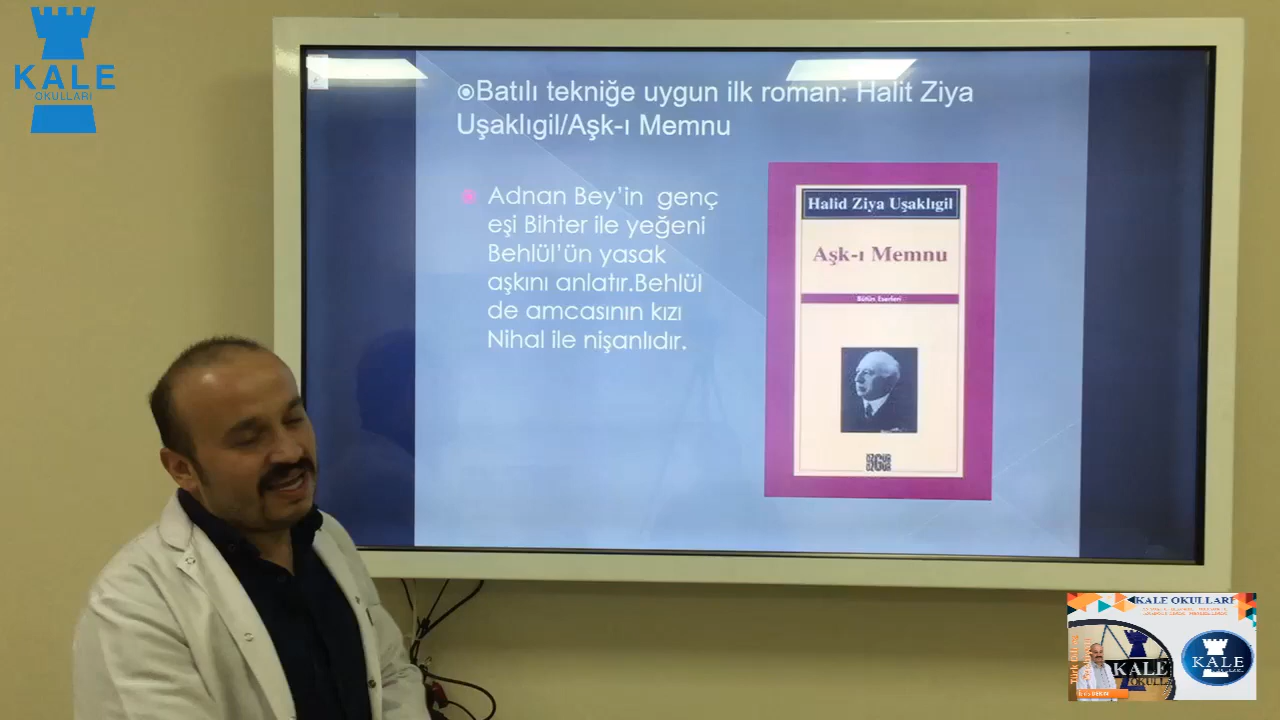 KALE
OKULLARI
Batılı tekniğe uygun ilk roman: Halit Ziya
Uşaklıgil/Aşk-ı Memnu
Adnan Bey’in genç
eşi Bihter ile yeğeni
Behlül’ün yasak
aşkını anlatır.Behlül
de amcasının kızı
Nihal ile nişanlıdır.
Halid Ziya Uşaklıgil
Aşk-ı Memnu
Bütün Eserleri
ÖZGÜR
KALE OKULLARI
KALE
OKULL
KALE